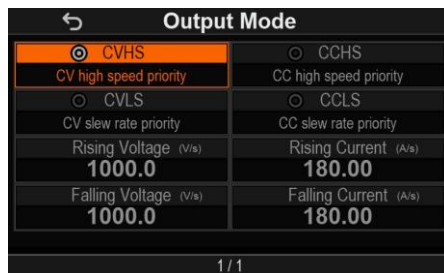 Output Mode
CVHS
CV high speed priority
CCHS
CC high speed priority
CVLS
CV slew rate priority
CCLS
CC slew rate priority
Rising Voltage (V/s)
1000.0
Rising Current (A/s)
180.00
Falling Voltage (V/s)
1000.0
Falling Current (A/s)
180.00
1/1